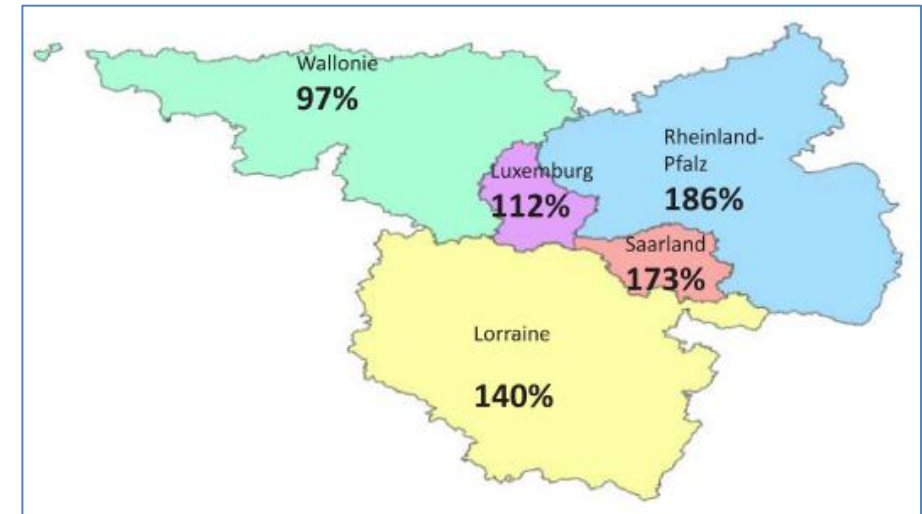 Wallonie
97%
Rheinland-
Pfalz
186%
Luxemburg
112%
Saarland
173%
Lorraine
140%